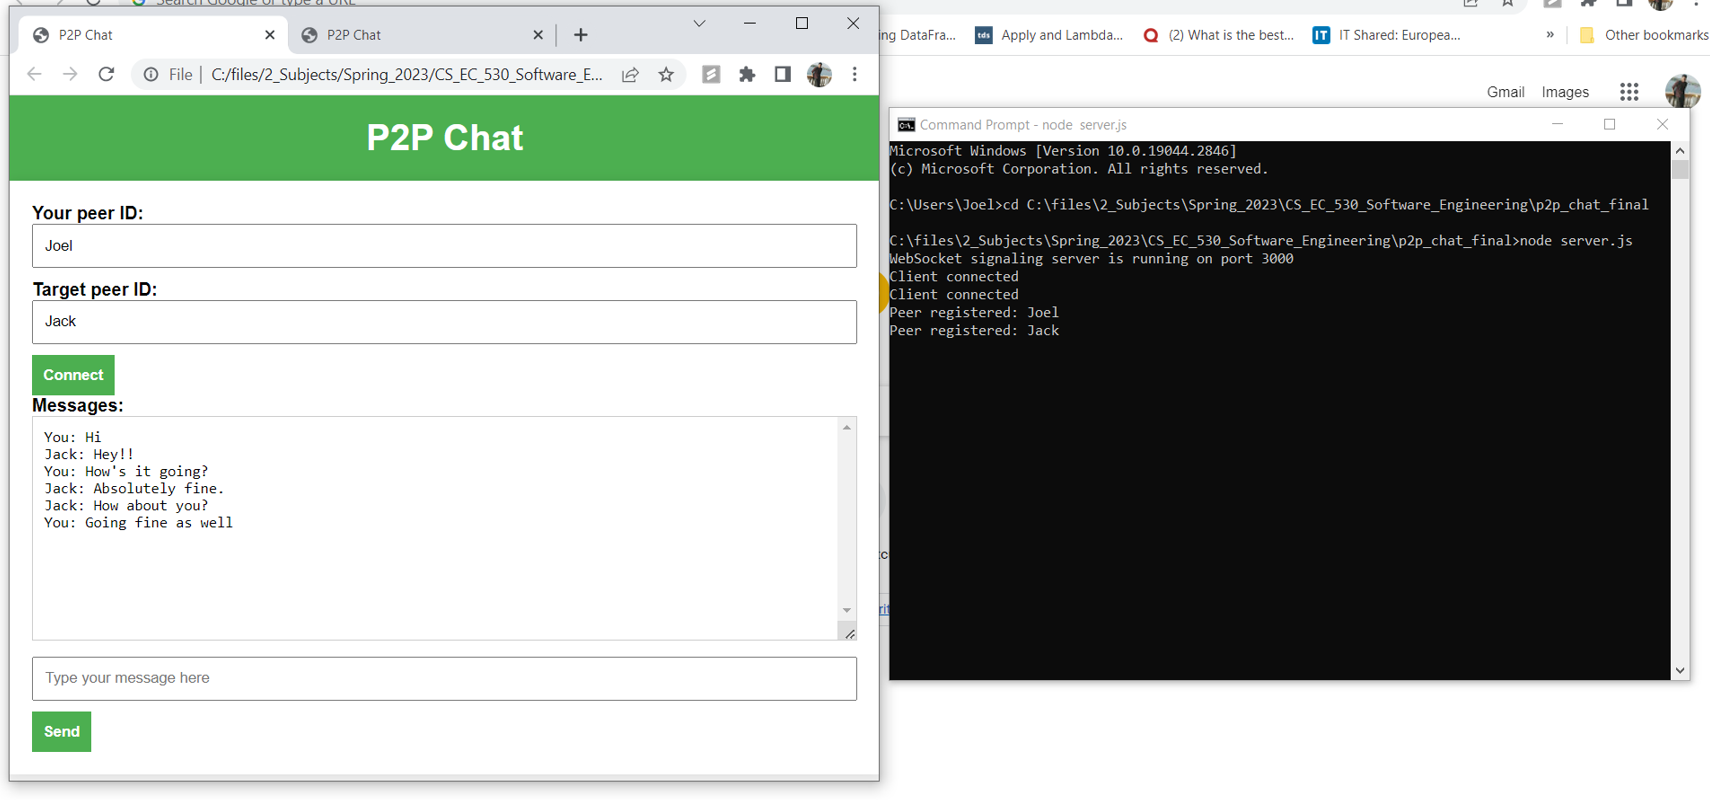 Search Google or type a URL
P2P Chat
P2P Chat
File
C:/files/2_Subjects/Spring_2023/CS_EC_530_Software_E...
ing DataFra...
tds
Apply and Lambda...
(2) What is the best...
IT
IT Shared: Europea...
»
Other bookmarks
Gmail
Images
P2P Chat
Your peer ID:
Joel
Target peer ID:
Jack
Connect
Messages:
You: Hi
Jack: Hey!!
You: How's it going?
Jack: Absolutely fine.
Jack: How about you?
You: Going fine as well
Type your message here
Send
Command Prompt - node  server.js
Microsoft Windows [Version 10.0.19044.2846]
(c) Microsoft Corporation. All rights reserved.
C:\Users\Joel>cd C:\files\2_Subjects\Spring_2023\CS_EC_530_Software_Engineering\p2p_chat_final
C:\files\2_Subjects\Spring_2023\CS_EC_530_Software_Engineering\p2p_chat_final>node server.js
WebSocket signaling server is running on port 3000
Client connected
Client connected
Peer registered: Joel
Peer registered: Jack